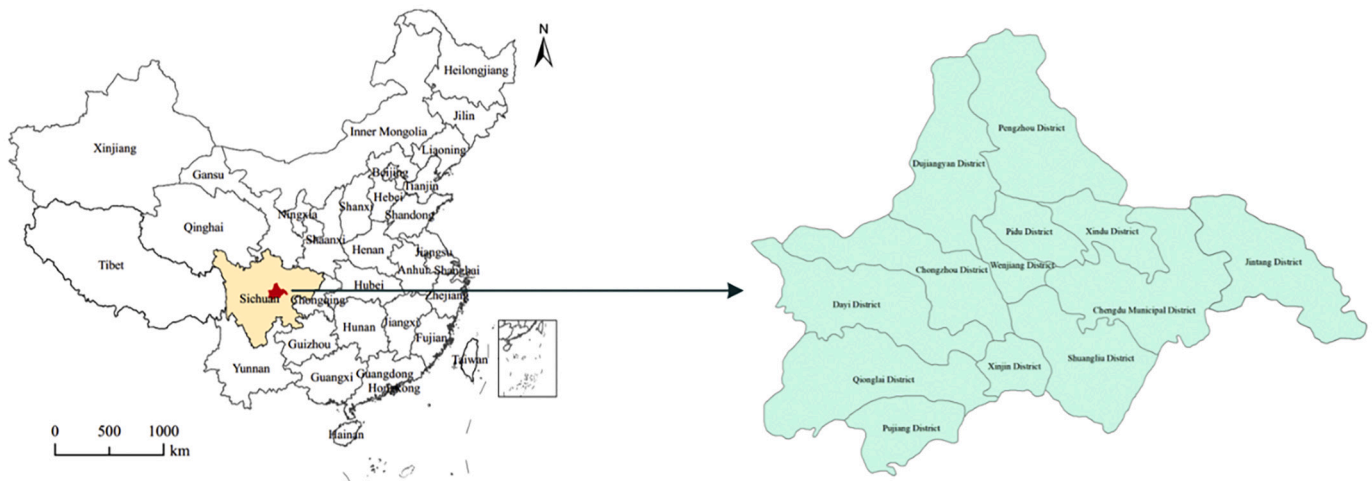 N
Heilongjiang
Jilin
Inner Mongolia
Liaoning
Xinjiang
Gansu
Beijing
Tianjin
Hebei
Shanxi
Ningxia
Shandong
Qinghai
Shaanxi
Henan
Jiangsu
Tibet
Anhui
Shanghai
Hubei
Sichuan
Chongqing
Zhejiang
Hunan
Jiangxi
Guizhou
Fujian
Taiwan
Yunnan
Guangxi
Guangdong
Hongkong
Hainan
0 500 1000
km
Pengzhou District
Dujiangyan District
Pidu District
Xindu District
Jintang District
Chongzhou District
Wenjiang District
Dayi District
Chengdu Municipal District
Shuangliu District
Xinjin District
Qionglai District
Pujiang District